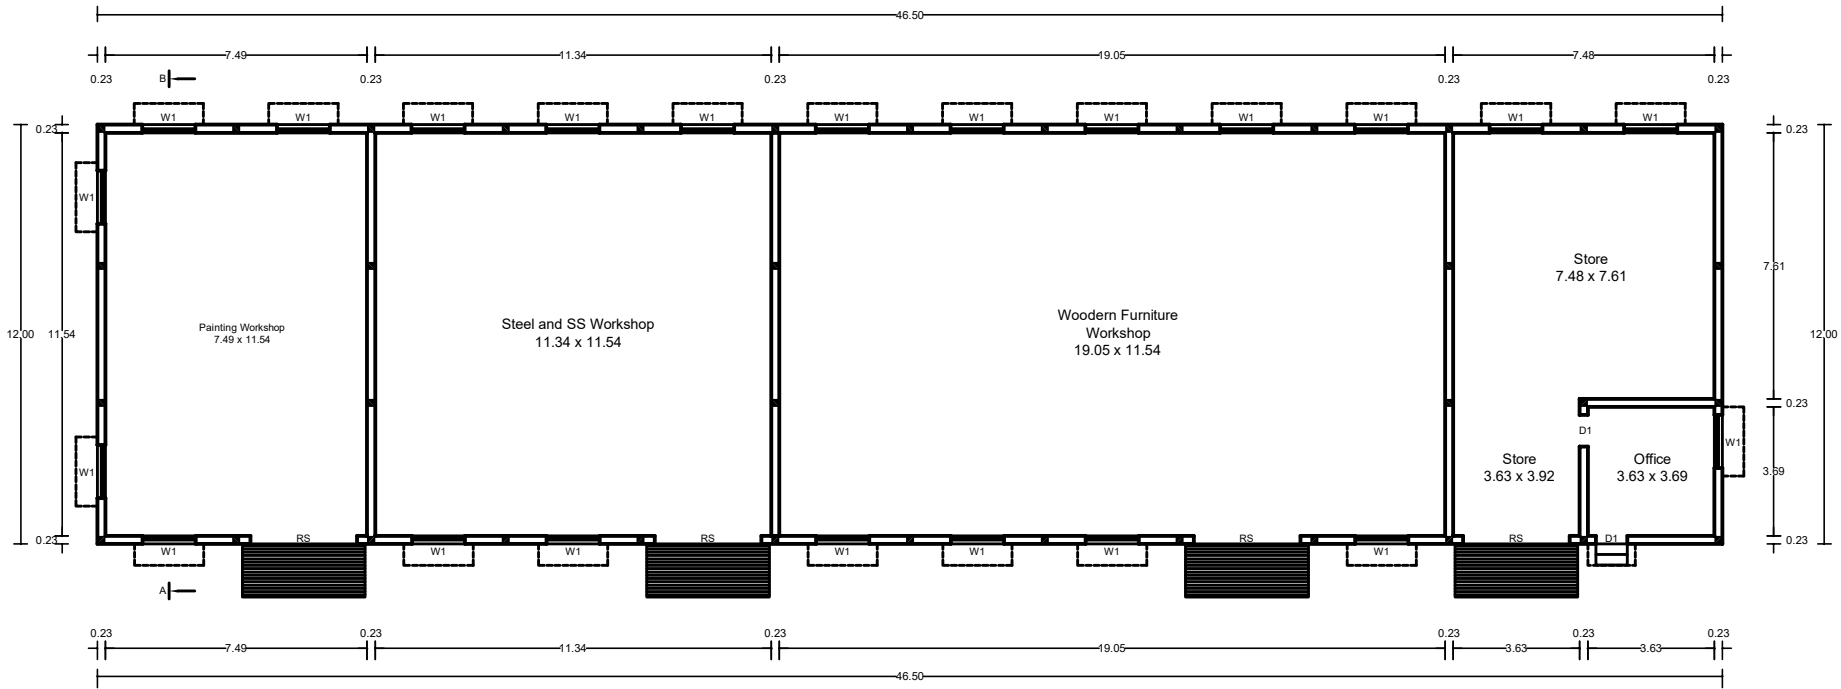 46.50
7.49 11.34 19.05 7.48
0.23 B 0.23 0.23 0.23 0.23
W1 W1 W1 W1 W1 W1 W1 W1 W1 W1 W1 W1
0.23 0.23
W1
Store
7.48 x 7.61
7.61
Woodern Furniture
Workshop
19.05 x 11.54
Steel and SS Workshop
11.34 x 11.54
Painting Workshop
7.49 x 11.54
12.00 11.54 12.00
0.23
D1
W1
Store
3.63 x 3.92
Office
3.63 x 3.69
3.69
W1
0.23 RS RS RS RS D1 0.23
W1 W1 W1 W1 W1 W1 W1
A
0.23 0.23 0.23 0.23 0.23 0.23
7.49 11.34 19.05 3.63 3.63
46.50